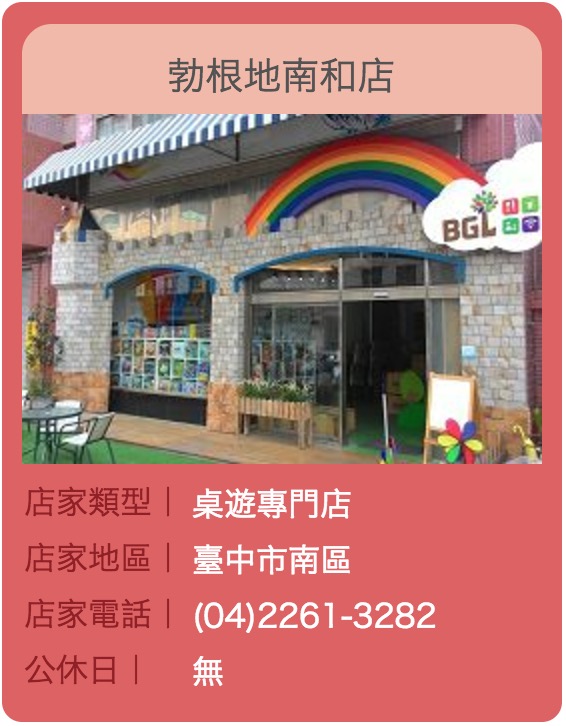 勃根地南和店
BGL
店家類型｜ 桌遊專門店
店家地區｜ 臺中市南區
店家電話｜ (04)2261-3282
公休日｜ 無